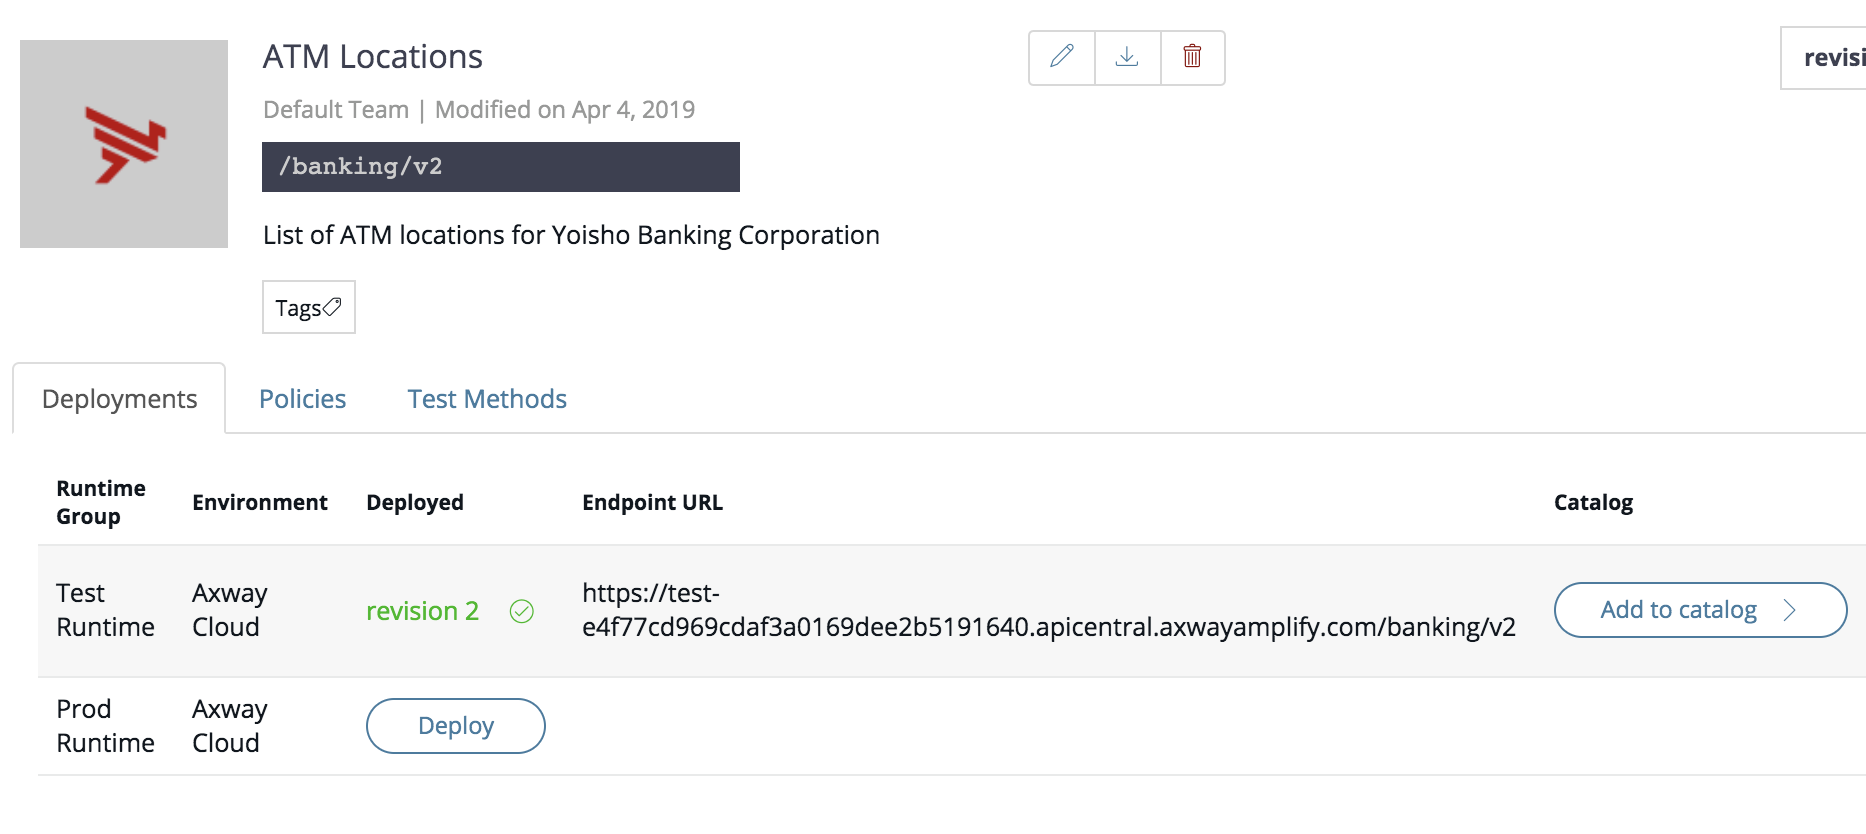 ATM Locations
Default Team | Modified on Apr 4, 2019
/banking/v2
List of ATM locations for Yoisho Banking Corporation
Tags
Deployments Policies Test Methods
Runtime Group Environment Deployed Endpoint URL Catalog
Test Runtime Axway Cloud revision 2 https://test-e4f77cd969cdaf3a0169dee2b5191640.apicentral.axwayamplify.com/banking/v2 Add to catalog
Prod Runtime Axway Cloud Deploy